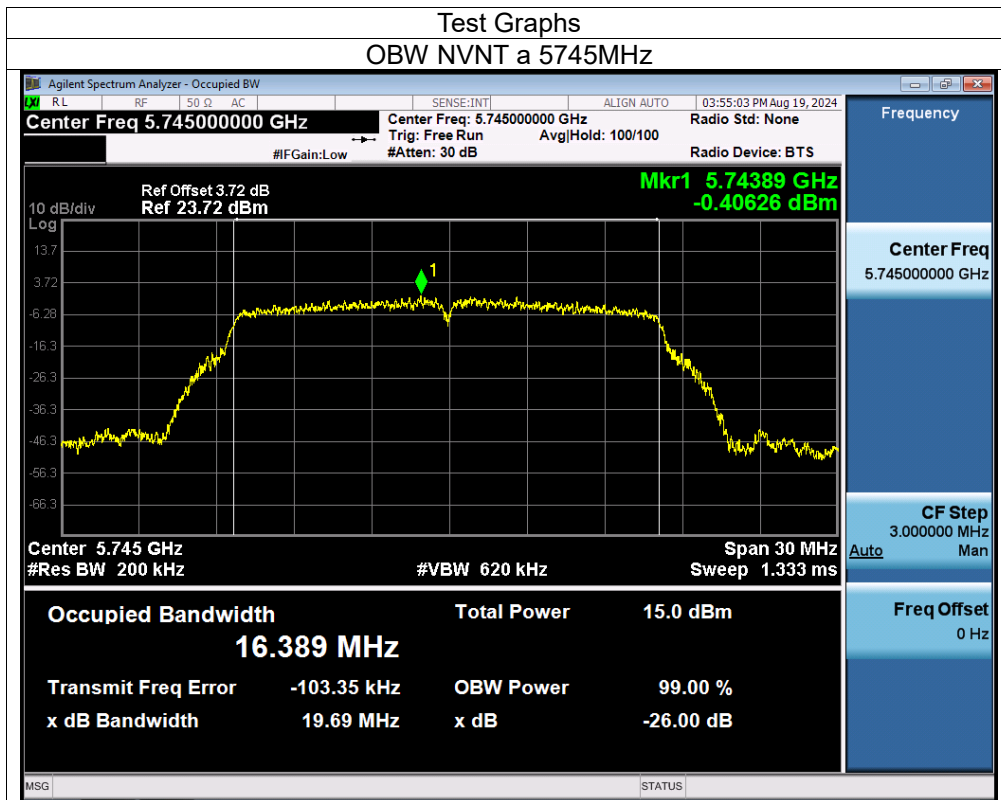 Test Graphs
OBW NVNT a 5745MHz
Agilent Spectrum Analyzer - Occupied BW
LXI RL RF 50 Ω AC SENSE:INT ALIGN AUTO 03:55:03 PM Aug 19, 2024
Center Freq 5.745000000 GHz
Center Freq: 5.745000000 GHz
Radio Std: None
Trig: Free Run Avg|Hold: 100/100
#IFGain:Low
#Atten: 30 dB
Radio Device: BTS
Frequency
Ref Offset 3.72 dB
Mkr1 5.74389 GHz
10 dB/div Ref 23.72 dBm
-0.40626 dBm
Log
13.7
3.72
-6.28
-16.3
-26.3
-36.3
-46.3
-56.3
-66.3
1
Center 5.745 GHz
Span 30 MHz
#Res BW 200 kHz
#VBW 620 kHz
Sweep 1.333 ms
Center Freq
5.745000000 GHz
CF Step
3.000000 MHz
Auto Man
Freq Offset
0 Hz
Occupied Bandwidth
Total Power 15.0 dBm
16.389 MHz
Transmit Freq Error -103.35 kHz OBW Power 99.00 %
x dB Bandwidth 19.69 MHz x dB -26.00 dB
MSG STATUS